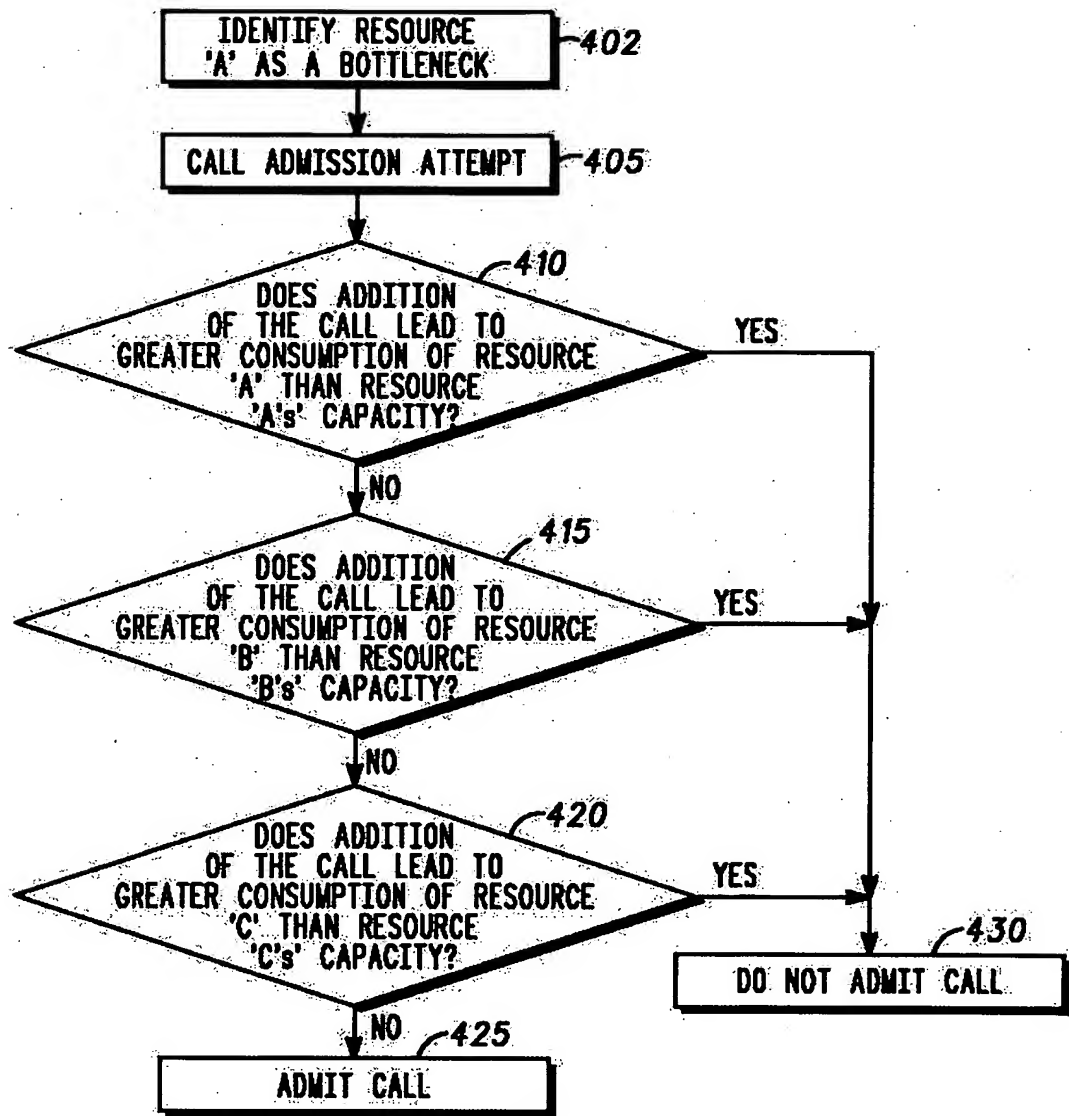 IDENTIFY RESOURCE
'A' AS A BOTTLENECK
402
CALL ADMISSION ATTEMPT
405
410
DOES ADDITION
OF THE CALL LEAD TO
GREATER CONSUMPTION OF RESOURCE
'A' THAN RESOURCE
'A's' CAPACITY?
YES
NO
415
DOES ADDITION
OF THE CALL LEAD TO
GREATER CONSUMPTION OF RESOURCE
'B' THAN RESOURCE
'B's' CAPACITY?
YES
NO
420
DOES ADDITION
OF THE CALL LEAD TO
GREATER CONSUMPTION OF RESOURCE
'C' THAN RESOURCE
'C's' CAPACITY?
YES
430
DO NOT ADMIT CALL
NO
425
ADMIT CALL